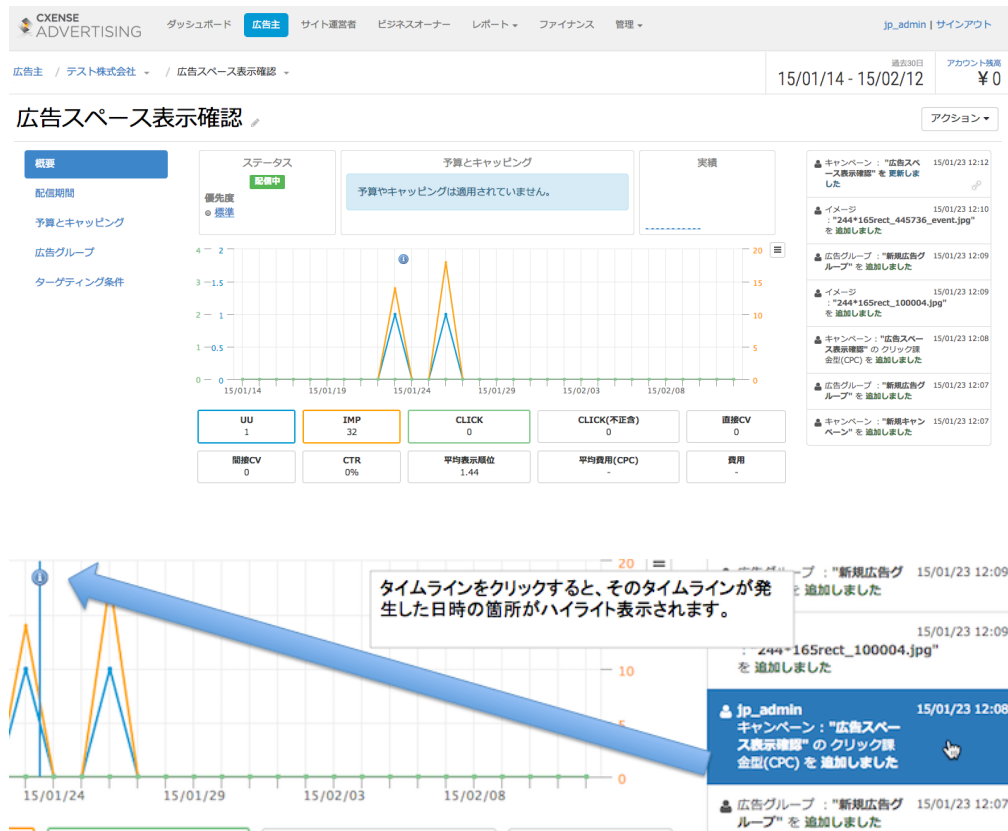 CXENSE
ADVERTISING
ダッシュボード 広告主 サイト運営者 ビジネスオーナー レポート ファイナンス 管理
jp_admin | サインアウト
広告主 / テスト株式会社 / 広告スペース表示確認
過去30日
15/01/14 - 15/02/12
アカウント残高
¥ 0
広告スペース表示確認
アクション
概要
配信期間
予算とキャッピング
広告グループ
ターゲティング条件
ステータス
配信中
優先度
標準
予算とキャッピング
予算やキャッピングは適用されていません。
実績
4 2 20
3 1.5 15
2 1 10
1 0.5 5
0 0 0
15/01/14 15/01/19 15/01/24 15/01/29 15/02/03 15/02/08
UU
1
IMP
32
CLICK
0
CLICK(不正含)
0
直接CV
0
間接CV
0
CTR
0%
平均表示順位
1.44
平均費用(CPC)
-
費用
-
キャンペーン : "広告スペ 15/01/23 12:12
ース表示確認" を 更新しま
した
イメージ 15/01/23 12:10
: "244*165rect_445736_event.jpg"
を 追加しました
広告グループ : "新規広告グ 15/01/23 12:09
ループ" を 追加しました
イメージ 15/01/23 12:09
: "244*165rect_100004.jpg"
を 追加しました
キャンペーン : "広告スペー 15/01/23 12:08
ス表示確認" の クリック課
金型(CPC) を 追加しました
広告グループ : "新規広告グ 15/01/23 12:07
ループ" を 追加しました
キャンペーン : "新規キャン 15/01/23 12:07
ペーン" を 追加しました
20
10
5
0
15/01/24 15/01/29 15/02/03 15/02/08
タイムラインをクリックすると、そのタイムラインが発
生した日時の箇所がハイライト表示されます。
ープ : "新規広告グ 15/01/23 12:09
を 追加しました
15/01/23 12:09
: "244*165rect_100004.jpg"
を 追加しました
jp_admin 15/01/23 12:08
キャンペーン : "広告スペー
ス表示確認" の クリック課
金型(CPC) を 追加しました
広告グループ : "新規広告グ 15/01/23 12:07
ループ" を 追加しました